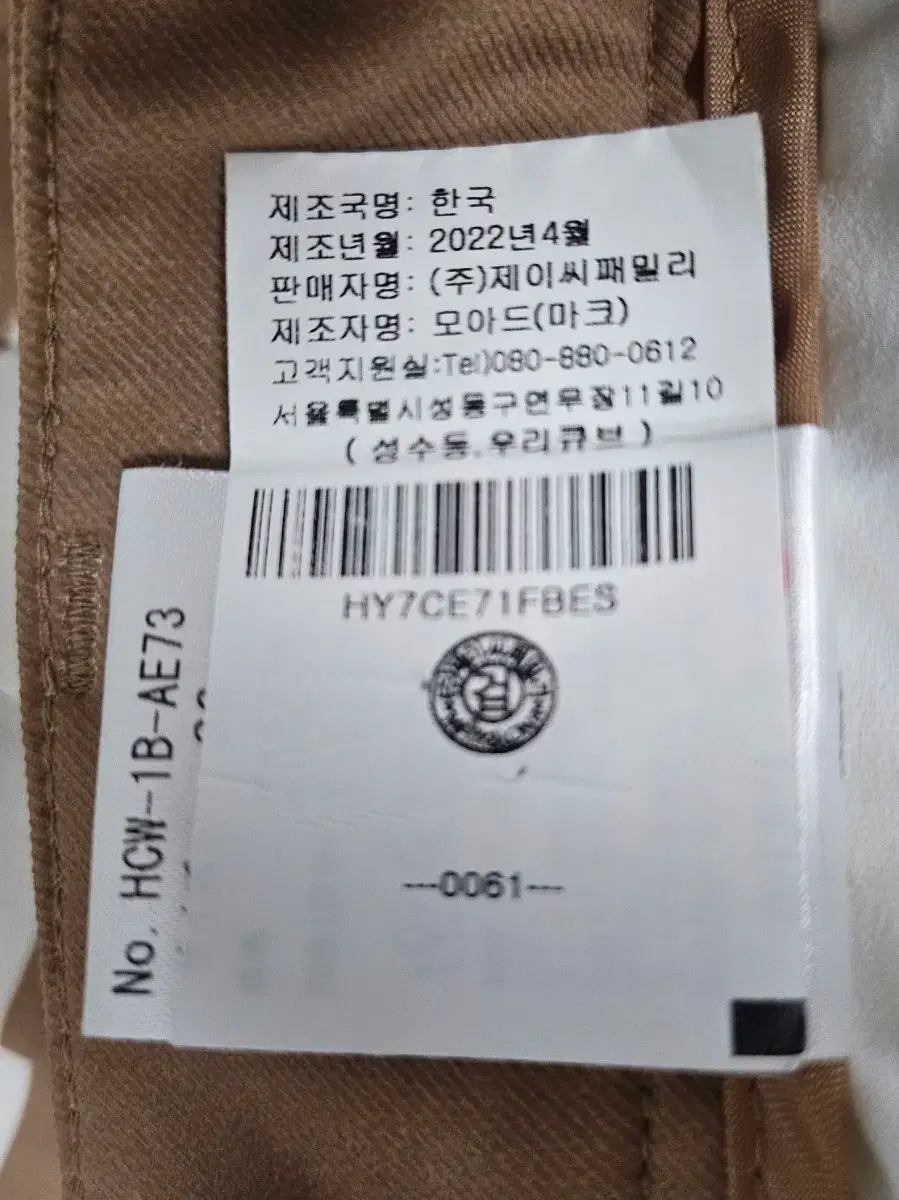 제조국명: 한국
제조년월: 2022년4월
판매자명: (주)제이씨패밀리
제조자명: 모아드(마크)
고객지원실:Tel)080-880-0612
서울특별시성동구연무장11길10
( 성수동.우리큐브 )
HY7CE71FBES
검
---0061---
No. HCW-1B-AE73